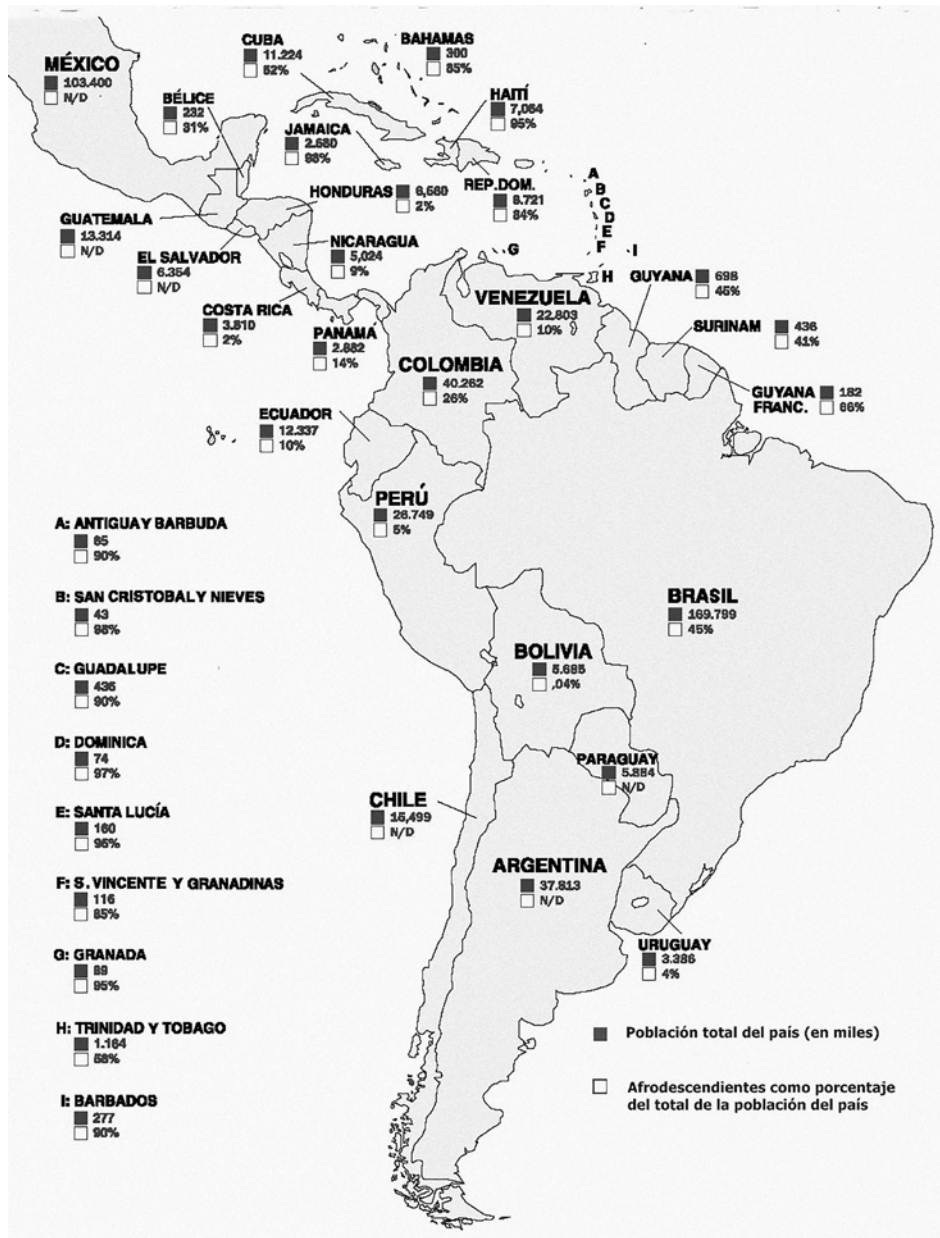 CUBA
11.224
62%
BAHAMAS
300
85%
MÉXICO
103.400
N/D
BÉLICE
232
31%
HAITÍ
7,064
95%
JAMAICA
2.680
98%
HONDURAS 6,560
2%
REP.DOM.
8.721
84%
A
B
C
D
E
F
I
G
H
GUATEMALA
13.314
N/D
EL SALVADOR
6.354
N/D
NICARAGUA
5,024
9%
COSTA RICA
3.810
2%
PANAMÁ
2.882
14%
VENEZUELA
22.803
10%
GUYANA 698
45%
SURINAM 436
41%
GUYANA FRANC. 182
66%
COLOMBIA
40.262
26%
ECUADOR
12.337
10%
PERÚ
26.749
5%
BRASIL
169.799
45%
BOLIVIA
5.685
,04%
PARAGUAY
5.884
N/D
CHILE
15,499
N/D
ARGENTINA
37.813
N/D
URUGUAY
3.386
4%
A: ANTIGUA Y BARBUDA
65
90%
B: SAN CRISTOBAL Y NIEVES
43
98%
C: GUADALUPE
436
90%
D: DOMINICA
74
97%
E: SANTA LUCÍA
160
96%
F: S. VINCENTE Y GRANADINAS
116
85%
G: GRANADA
89
95%
H: TRINIDAD Y TOBAGO
1.164
58%
I: BARBADOS
277
90%
Población total del país (en miles)
Afrodescendientes como porcentaje
del total de la población del país